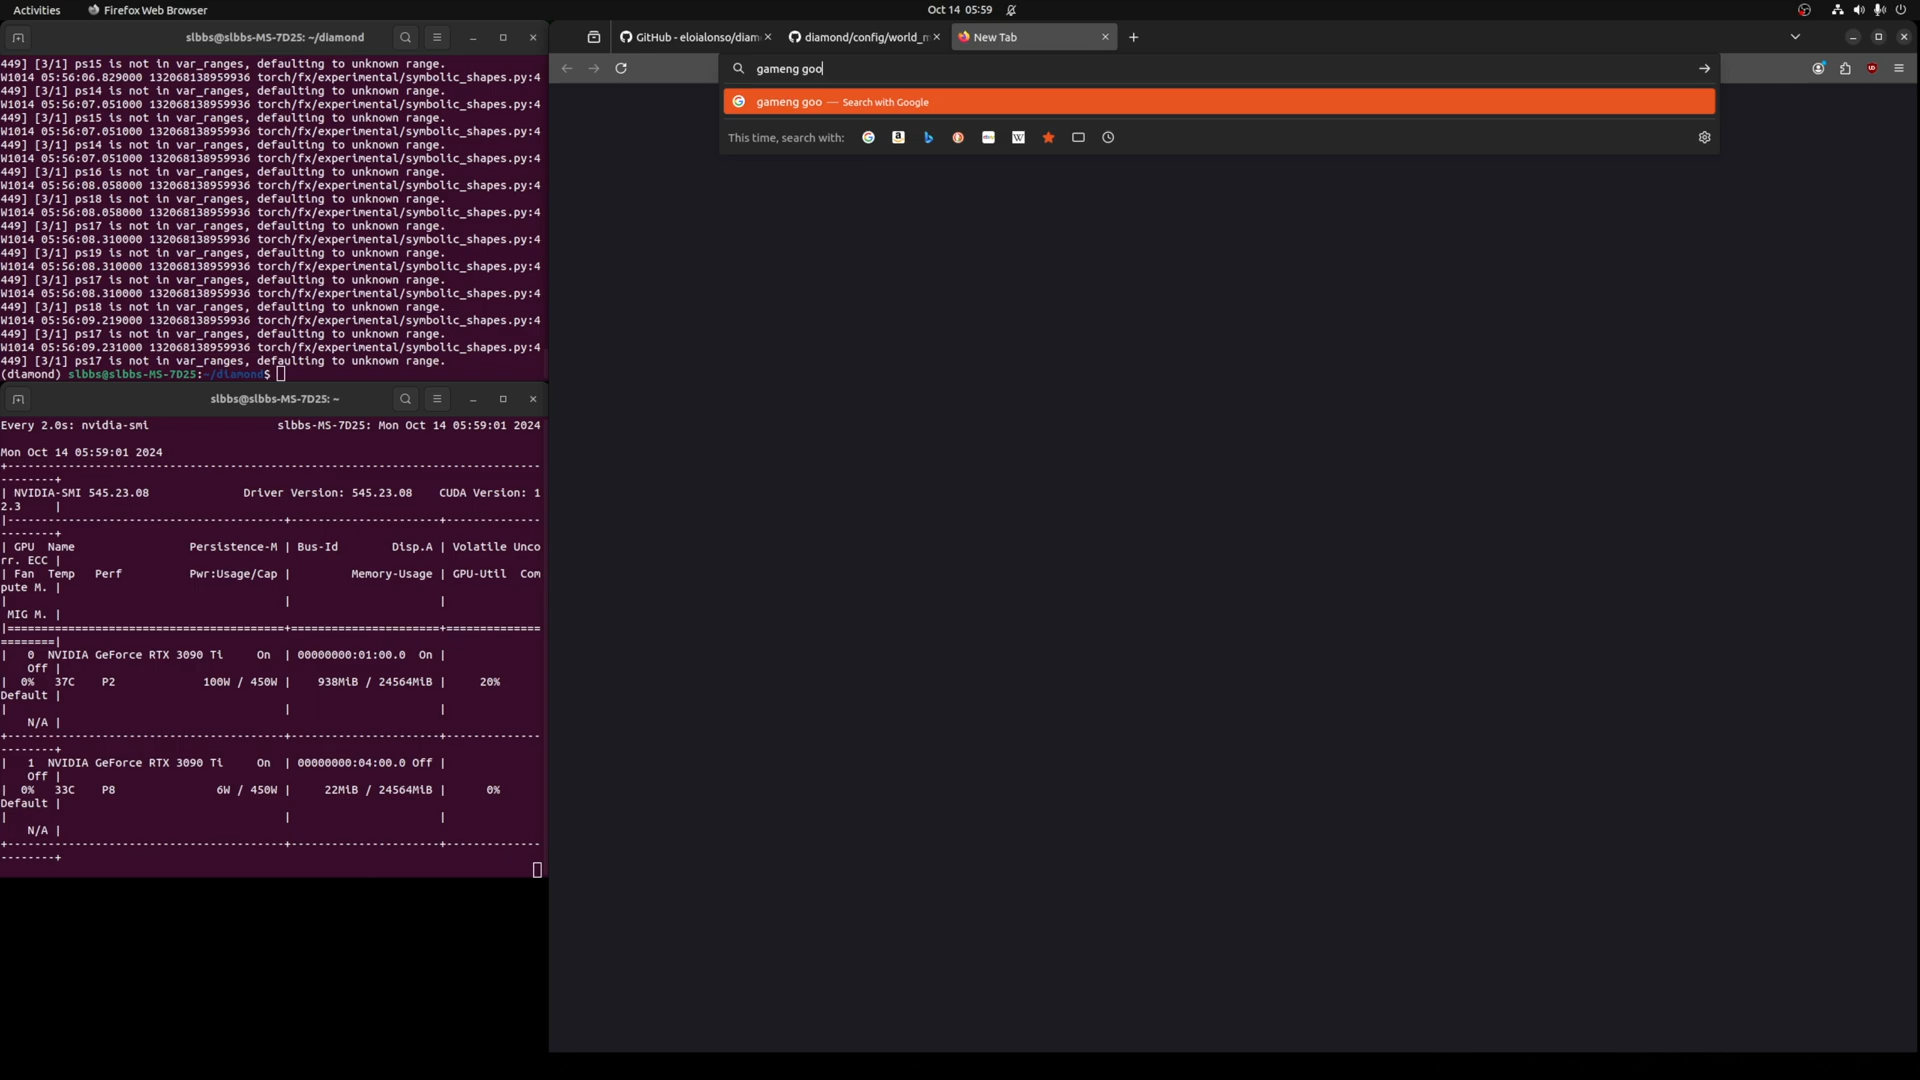 Activities Firefox Web Browser Oct 14 05:59
slbbs@slbbs-MS-7D25: ~/diamond
449] [3/1] ps15 is not in var_ranges, defaulting to unknown range.
W1014 05:56:06.829000 132068138959936 torch/fx/experimental/symbolic_shapes.py:4
449] [3/1] ps14 is not in var_ranges, defaulting to unknown range.
W1014 05:56:07.051000 132068138959936 torch/fx/experimental/symbolic_shapes.py:4
449] [3/1] ps15 is not in var_ranges, defaulting to unknown range.
W1014 05:56:07.051000 132068138959936 torch/fx/experimental/symbolic_shapes.py:4
449] [3/1] ps14 is not in var_ranges, defaulting to unknown range.
W1014 05:56:07.051000 132068138959936 torch/fx/experimental/symbolic_shapes.py:4
449] [3/1] ps16 is not in var_ranges, defaulting to unknown range.
W1014 05:56:08.058000 132068138959936 torch/fx/experimental/symbolic_shapes.py:4
449] [3/1] ps18 is not in var_ranges, defaulting to unknown range.
W1014 05:56:08.058000 132068138959936 torch/fx/experimental/symbolic_shapes.py:4
449] [3/1] ps17 is not in var_ranges, defaulting to unknown range.
W1014 05:56:08.310000 132068138959936 torch/fx/experimental/symbolic_shapes.py:4
449] [3/1] ps19 is not in var_ranges, defaulting to unknown range.
W1014 05:56:08.310000 132068138959936 torch/fx/experimental/symbolic_shapes.py:4
449] [3/1] ps17 is not in var_ranges, defaulting to unknown range.
W1014 05:56:08.310000 132068138959936 torch/fx/experimental/symbolic_shapes.py:4
449] [3/1] ps18 is not in var_ranges, defaulting to unknown range.
W1014 05:56:09.219000 132068138959936 torch/fx/experimental/symbolic_shapes.py:4
449] [3/1] ps17 is not in var_ranges, defaulting to unknown range.
W1014 05:56:09.231000 132068138959936 torch/fx/experimental/symbolic_shapes.py:4
449] [3/1] ps17 is not in var_ranges, defaulting to unknown range.
(diamond) slbbs@slbbs-MS-7D25:~/diamond$
slbbs@slbbs-MS-7D25: ~
Every 2.0s: nvidia-smi slbbs-MS-7D25: Mon Oct 14 05:59:01 2024
Mon Oct 14 05:59:01 2024
+---------------------------------------------------------------------------
--------+
| NVIDIA-SMI 545.23.08 Driver Version: 545.23.08 CUDA Version: 1
2.3 |
|-----------------------------------------+----------------------+--------------
--------+
| GPU Name Persistence-M | Bus-Id Disp.A | Volatile Unco
rr. ECC |
| Fan Temp Perf Pwr:Usage/Cap | Memory-Usage | GPU-Util Com
pute M. |
| | |
MIG M. |
|=========================================+======================+==============
========|
| 0 NVIDIA GeForce RTX 3090 Ti On | 00000000:01:00.0 On |
Off |
| 0% 37C P2 100W / 450W | 938MiB / 24564MiB | 20%
Default |
| | |
N/A |
+-----------------------------------------+----------------------+--------------
--------+
| 1 NVIDIA GeForce RTX 3090 Ti On | 00000000:04:00.0 Off |
Off |
| 0% 33C P8 6W / 450W | 22MiB / 24564MiB | 0%
Default |
| | |
N/A |
+-----------------------------------------+----------------------+--------------
--------+
GitHub - eloialonso/diam
diamond/config/world_m
New Tab
gameng goo
gameng goo — Search with Google
This time, search with: